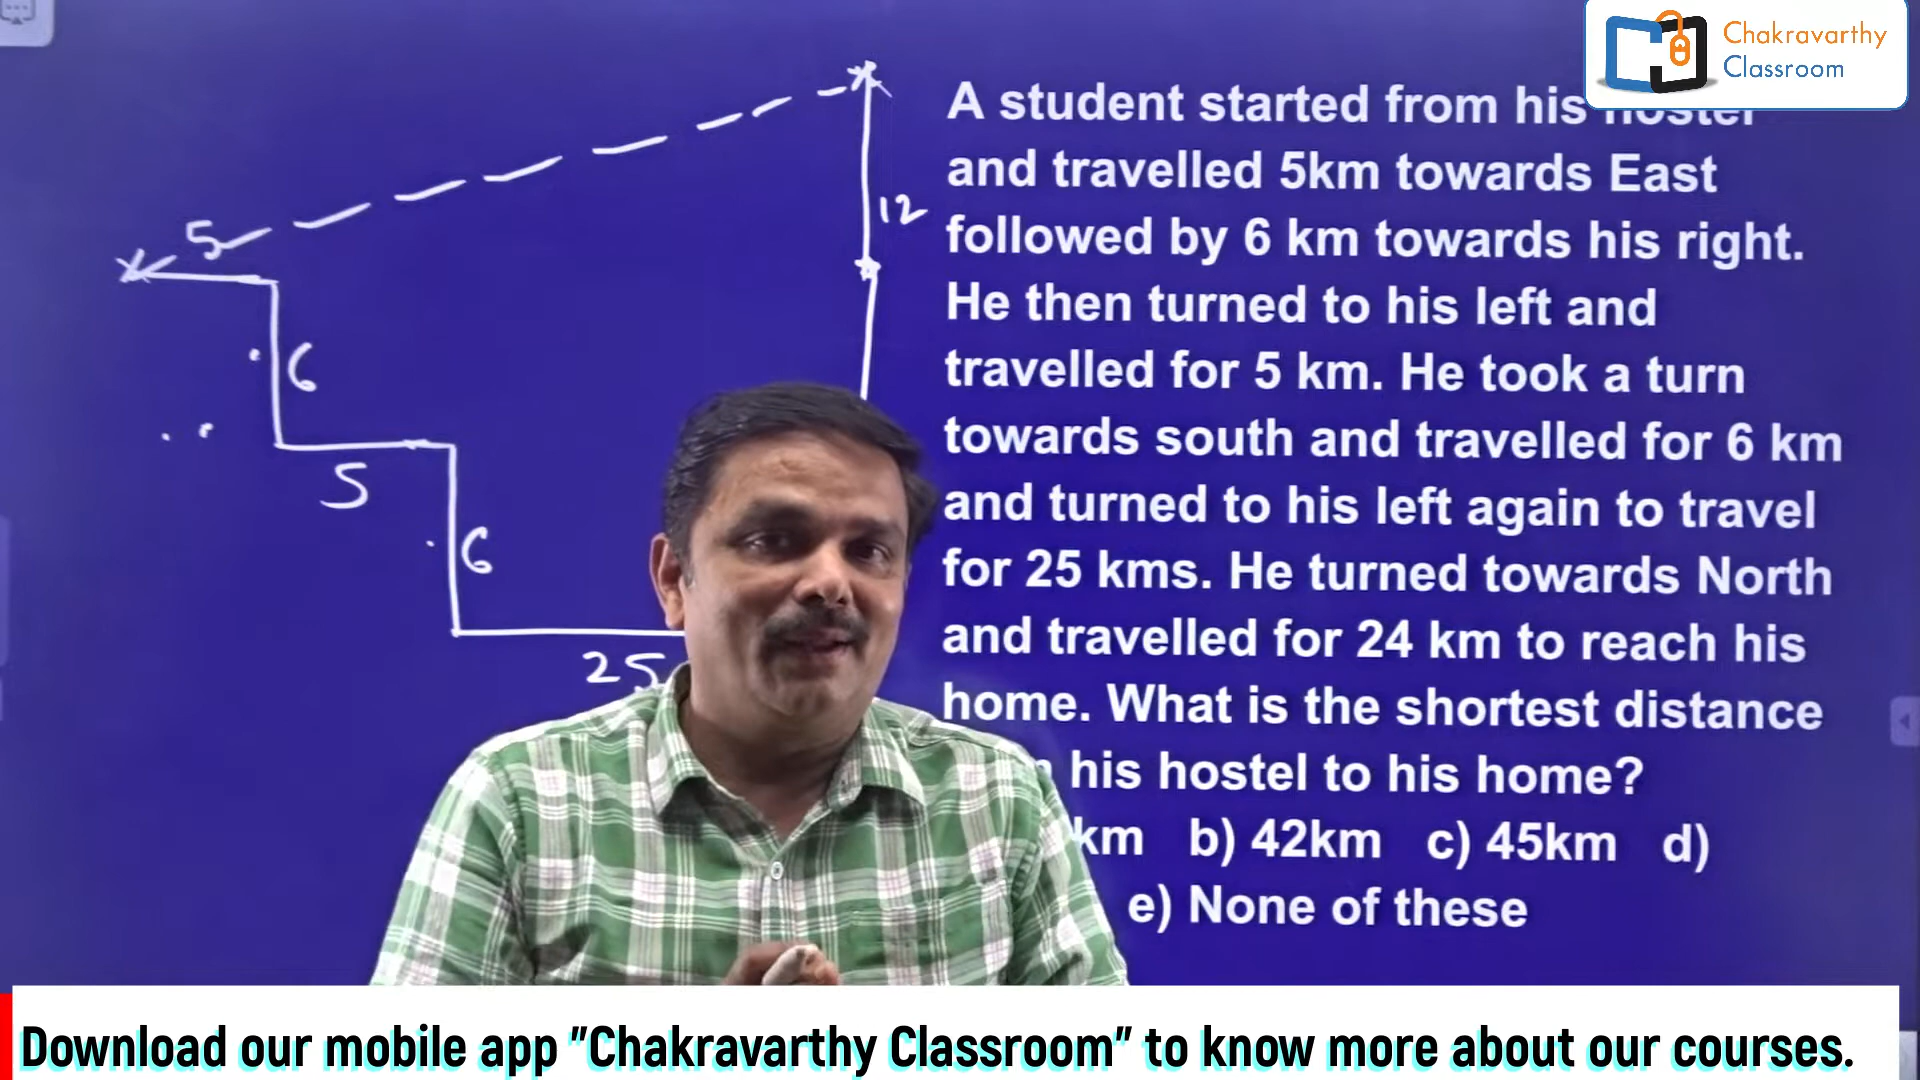 Chakravarthy
Classroom
A student started from his
and travelled 5km towards East
followed by 6 km towards his right.
He then turned to his left and
travelled for 5 km. He took a turn
towards south and travelled for 6 km
and turned to his left again to travel
for 25 kms. He turned towards North
and travelled for 24 km to reach his
home. What is the shortest distance
his hostel to his home?
km b) 42km c) 45km d)
e) None of these
12
5
6
5
6
25
Download our mobile app "Chakravarthy Classroom" to know more about our courses.